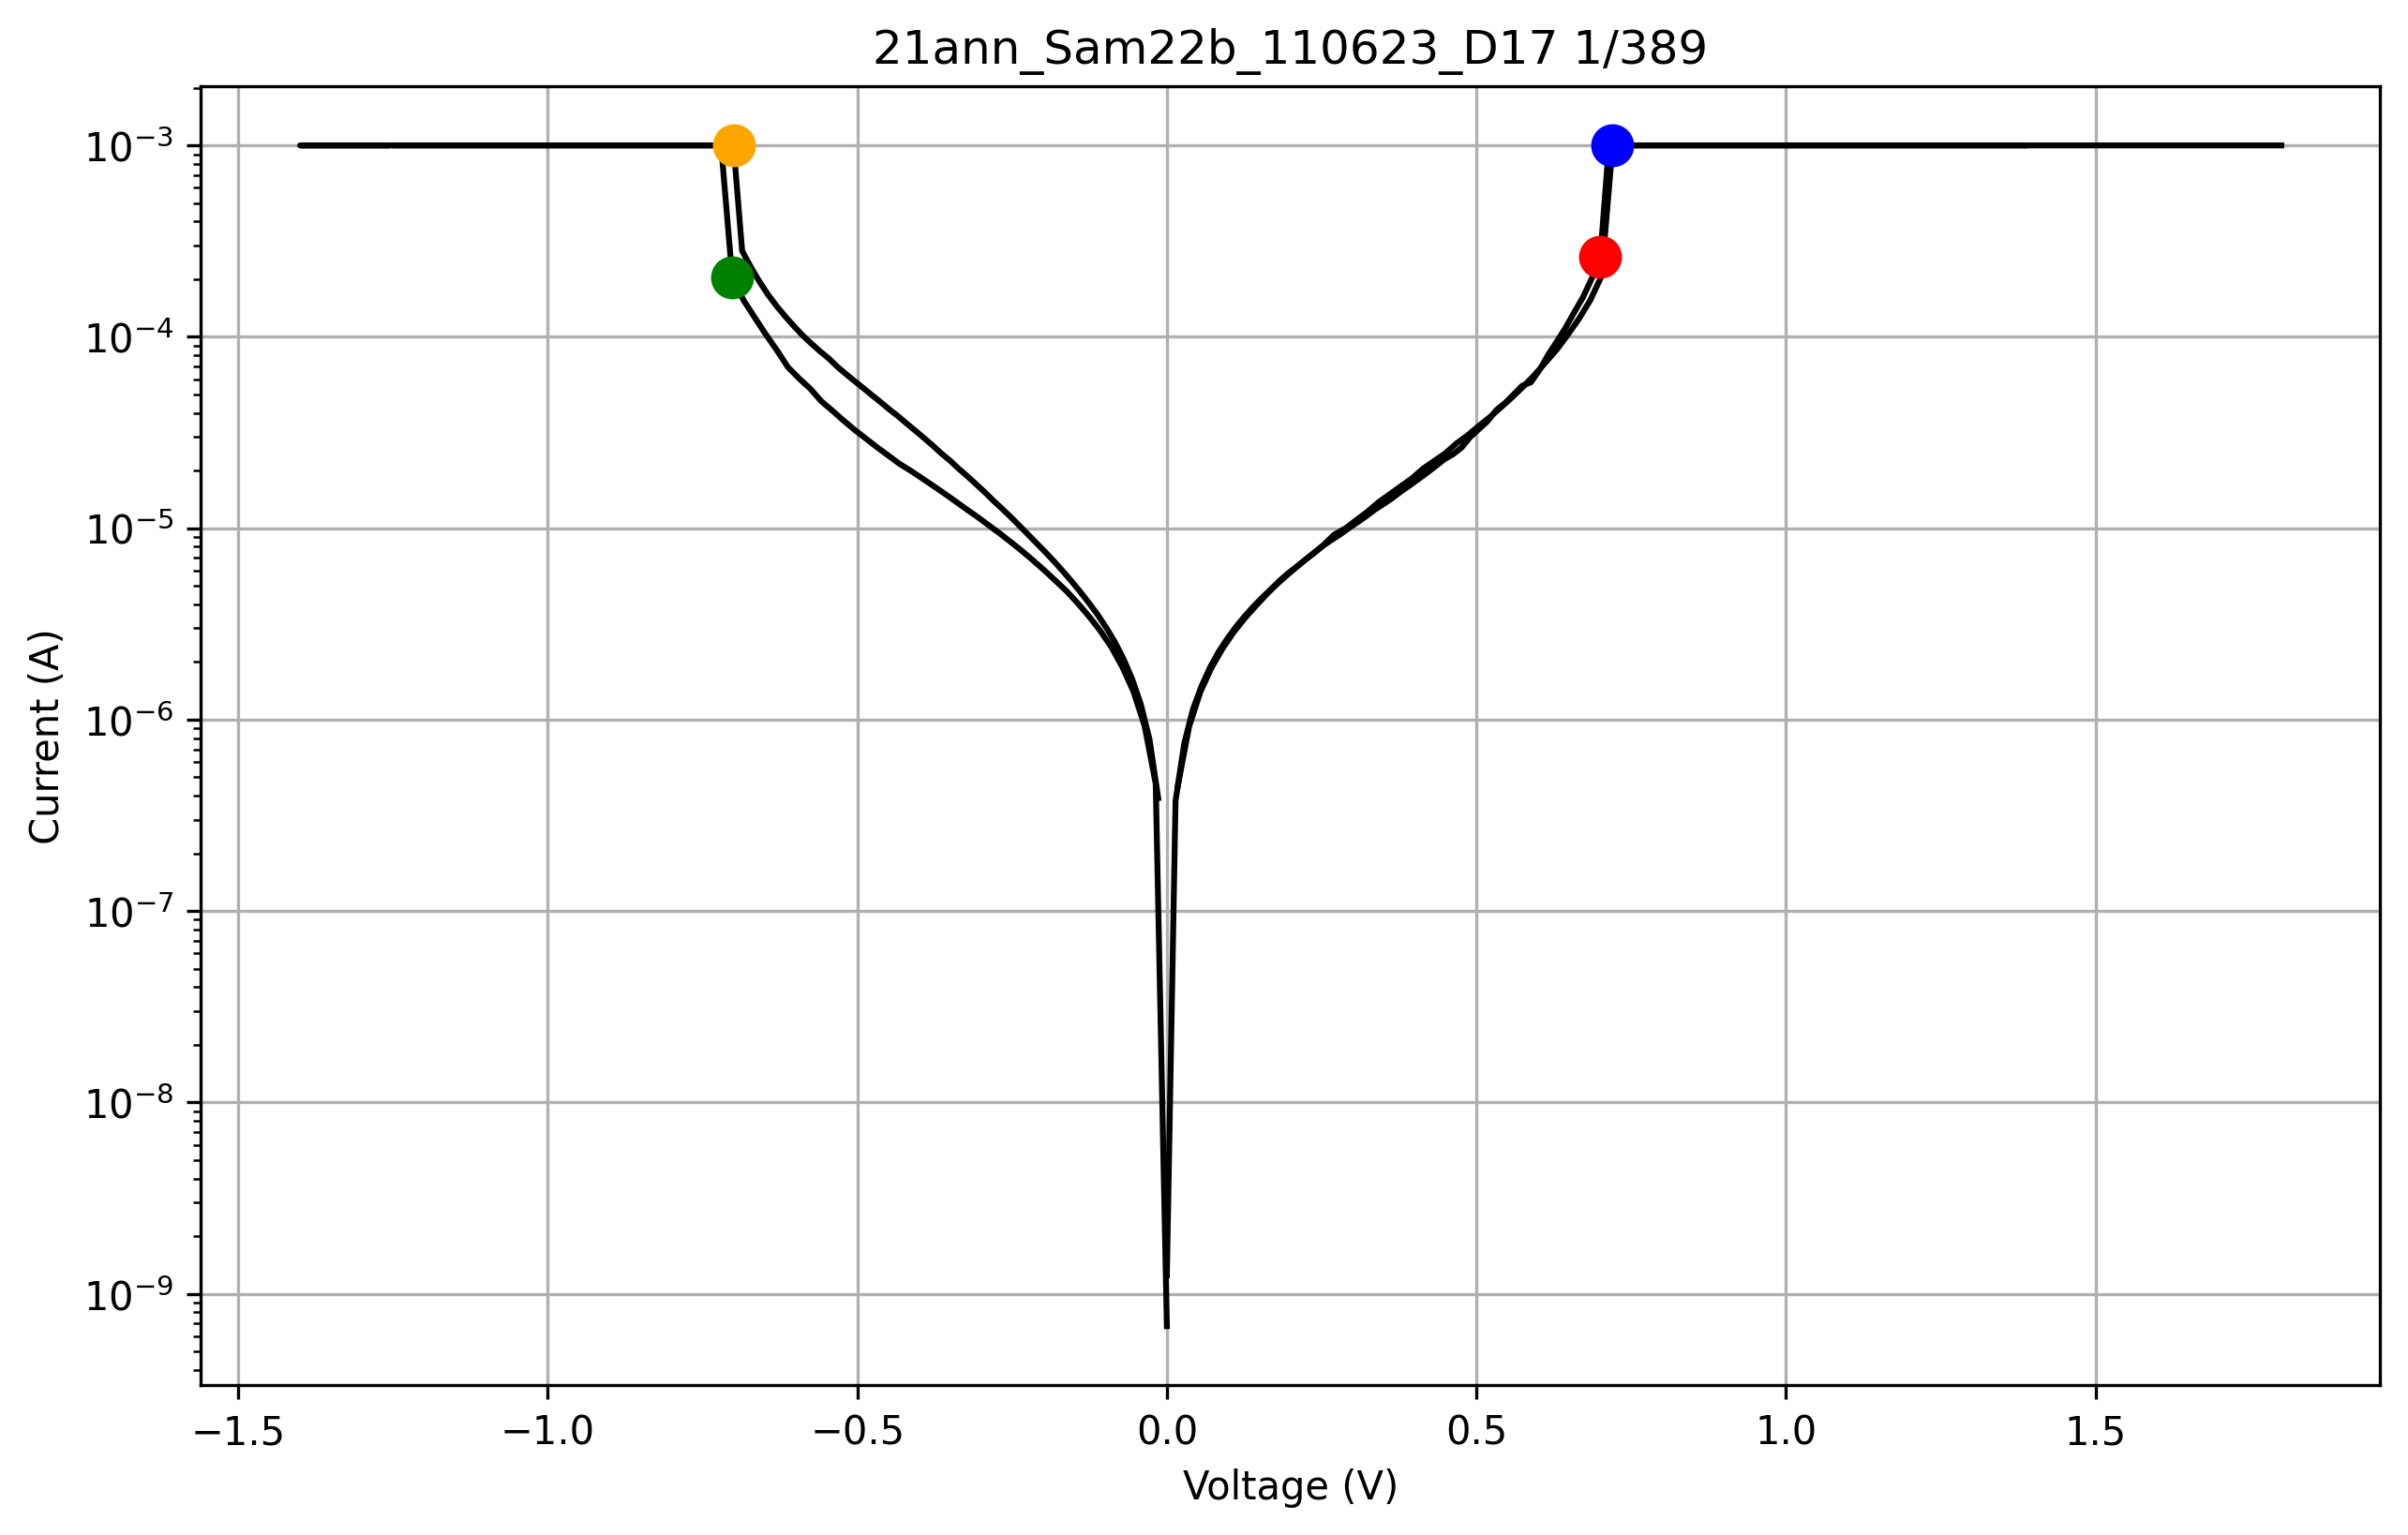 21ann_Sam22b_110623_D17 1/389
Current (A)
10⁻³
10⁻⁴
10⁻⁵
10⁻⁶
10⁻⁷
10⁻⁸
10⁻⁹
−1.5 −1.0 −0.5 0.0 0.5 1.0 1.5
Voltage (V)